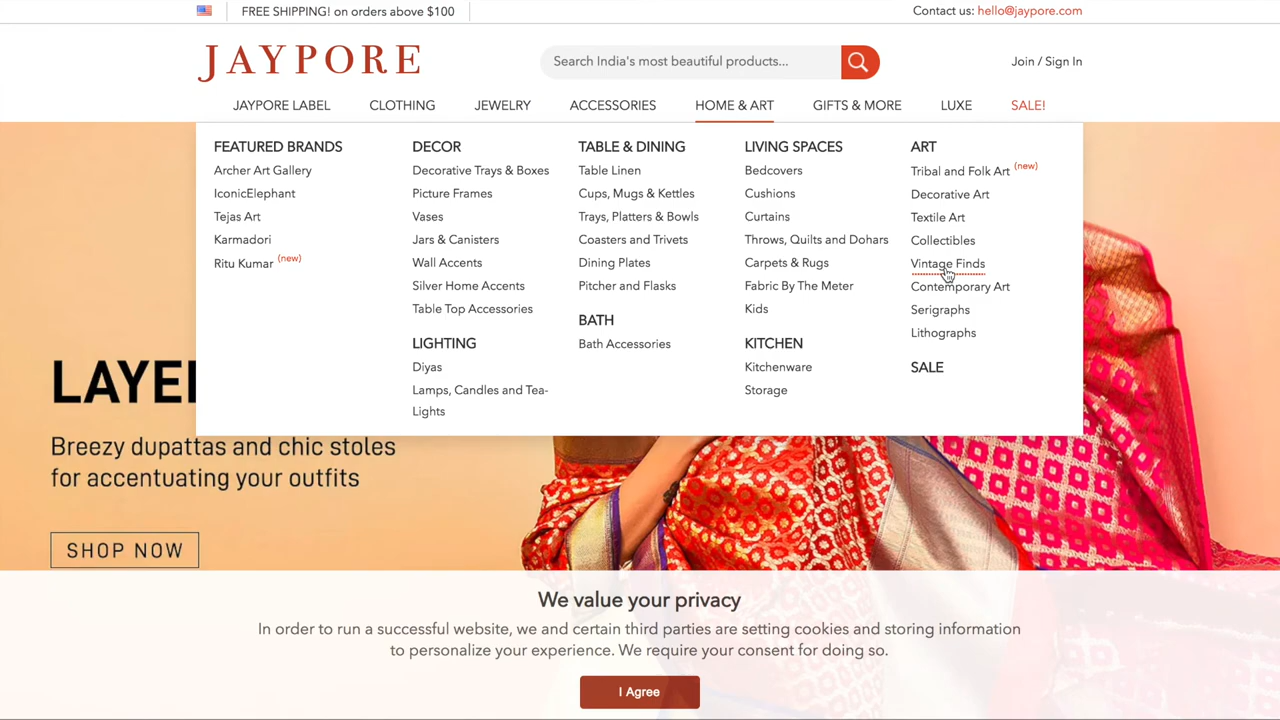 FREE SHIPPING! on orders above $100
Contact us: hello@jaypore.com
JAYPORE
Search India's most beautiful products...
Join / Sign In
JAYPORE LABEL
CLOTHING
JEWELRY
ACCESSORIES
HOME & ART
GIFTS & MORE
LUXE
SALE!
FEATURED BRANDS
Archer Art Gallery
IconicElephant
Tejas Art
Karmadori
Ritu Kumar (new)
DECOR
Decorative Trays & Boxes
Picture Frames
Vases
Jars & Canisters
Wall Accents
Silver Home Accents
Table Top Accessories
LIGHTING
Diyas
Lamps, Candles and Tea-
Lights
TABLE & DINING
Table Linen
Cups, Mugs & Kettles
Trays, Platters & Bowls
Coasters and Trivets
Dining Plates
Pitcher and Flasks
BATH
Bath Accessories
LIVING SPACES
Bedcovers
Cushions
Curtains
Throws, Quilts and Dohars
Carpets & Rugs
Fabric By The Meter
Kids
KITCHEN
Kitchenware
Storage
ART
Tribal and Folk Art (new)
Decorative Art
Textile Art
Collectibles
Vintage Finds
Contemporary Art
Serigraphs
Lithographs
SALE
Breezy dupattas and chic stoles
for accentuating your outfits
SHOP NOW
We value your privacy
In order to run a successful website, we and certain third parties are setting cookies and storing information
to personalize your experience. We require your consent for doing so.
I Agree